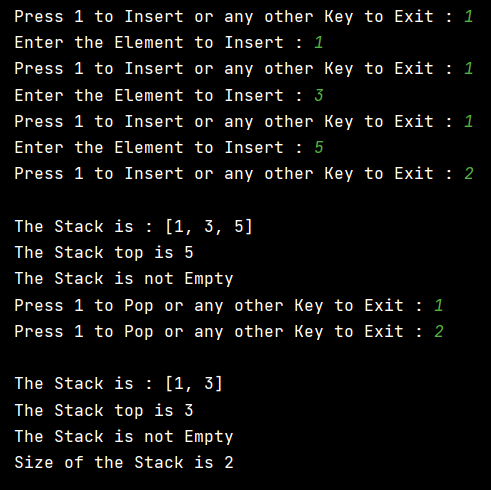 Press 1 to Insert or any other Key to Exit : 1
Enter the Element to Insert : 1
Press 1 to Insert or any other Key to Exit : 1
Enter the Element to Insert : 3
Press 1 to Insert or any other Key to Exit : 1
Enter the Element to Insert : 5
Press 1 to Insert or any other Key to Exit : 2
The Stack is : [1, 3, 5]
The Stack top is 5
The Stack is not Empty
Press 1 to Pop or any other Key to Exit : 1
Press 1 to Pop or any other Key to Exit : 2
The Stack is : [1, 3]
The Stack top is 3
The Stack is not Empty
Size of the Stack is 2